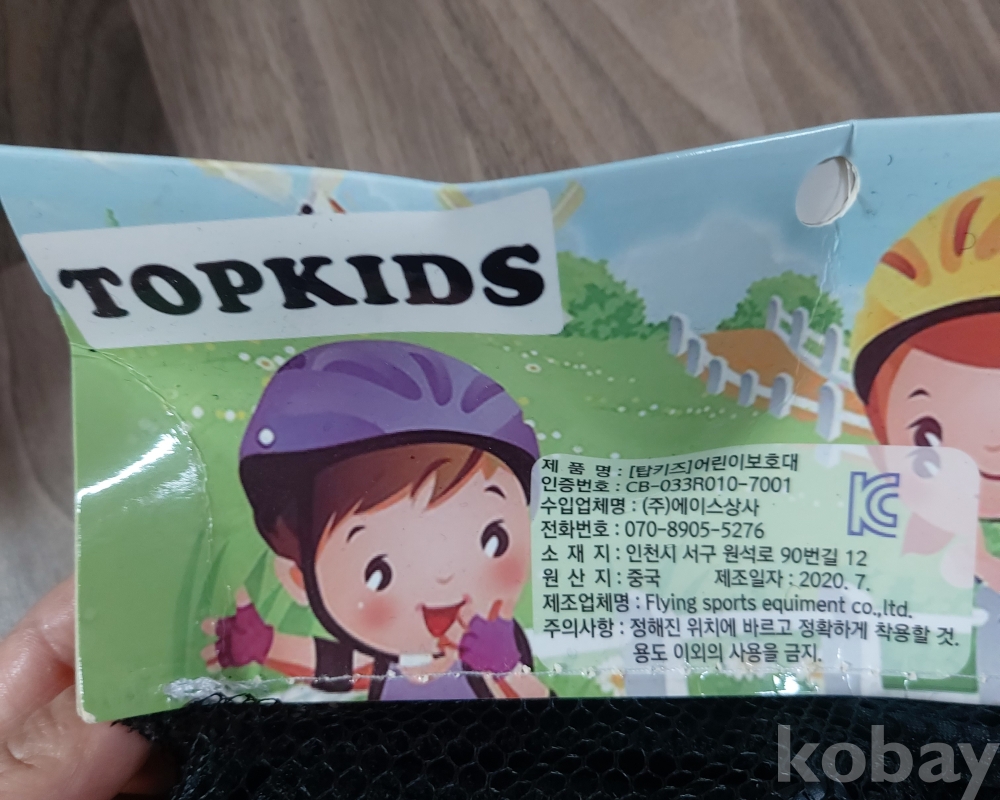 TOPKIDS
제 품 명 : [탑키즈]어린이보호대
인증번호 : CB-033R010-7001
수입업체명 : (주)에이스상사
전화번호 : 070-8905-5276
소 재 지 : 인천시 서구 원석로 90번길 12
원 산 지 : 중국 제조일자 : 2020. 7.
제조업체명 : Flying sports equiment co.,ltd.
주의사항 : 정해진 위치에 바르고 정확하게 착용할 것.
용도 이외의 사용을 금지.
kobay